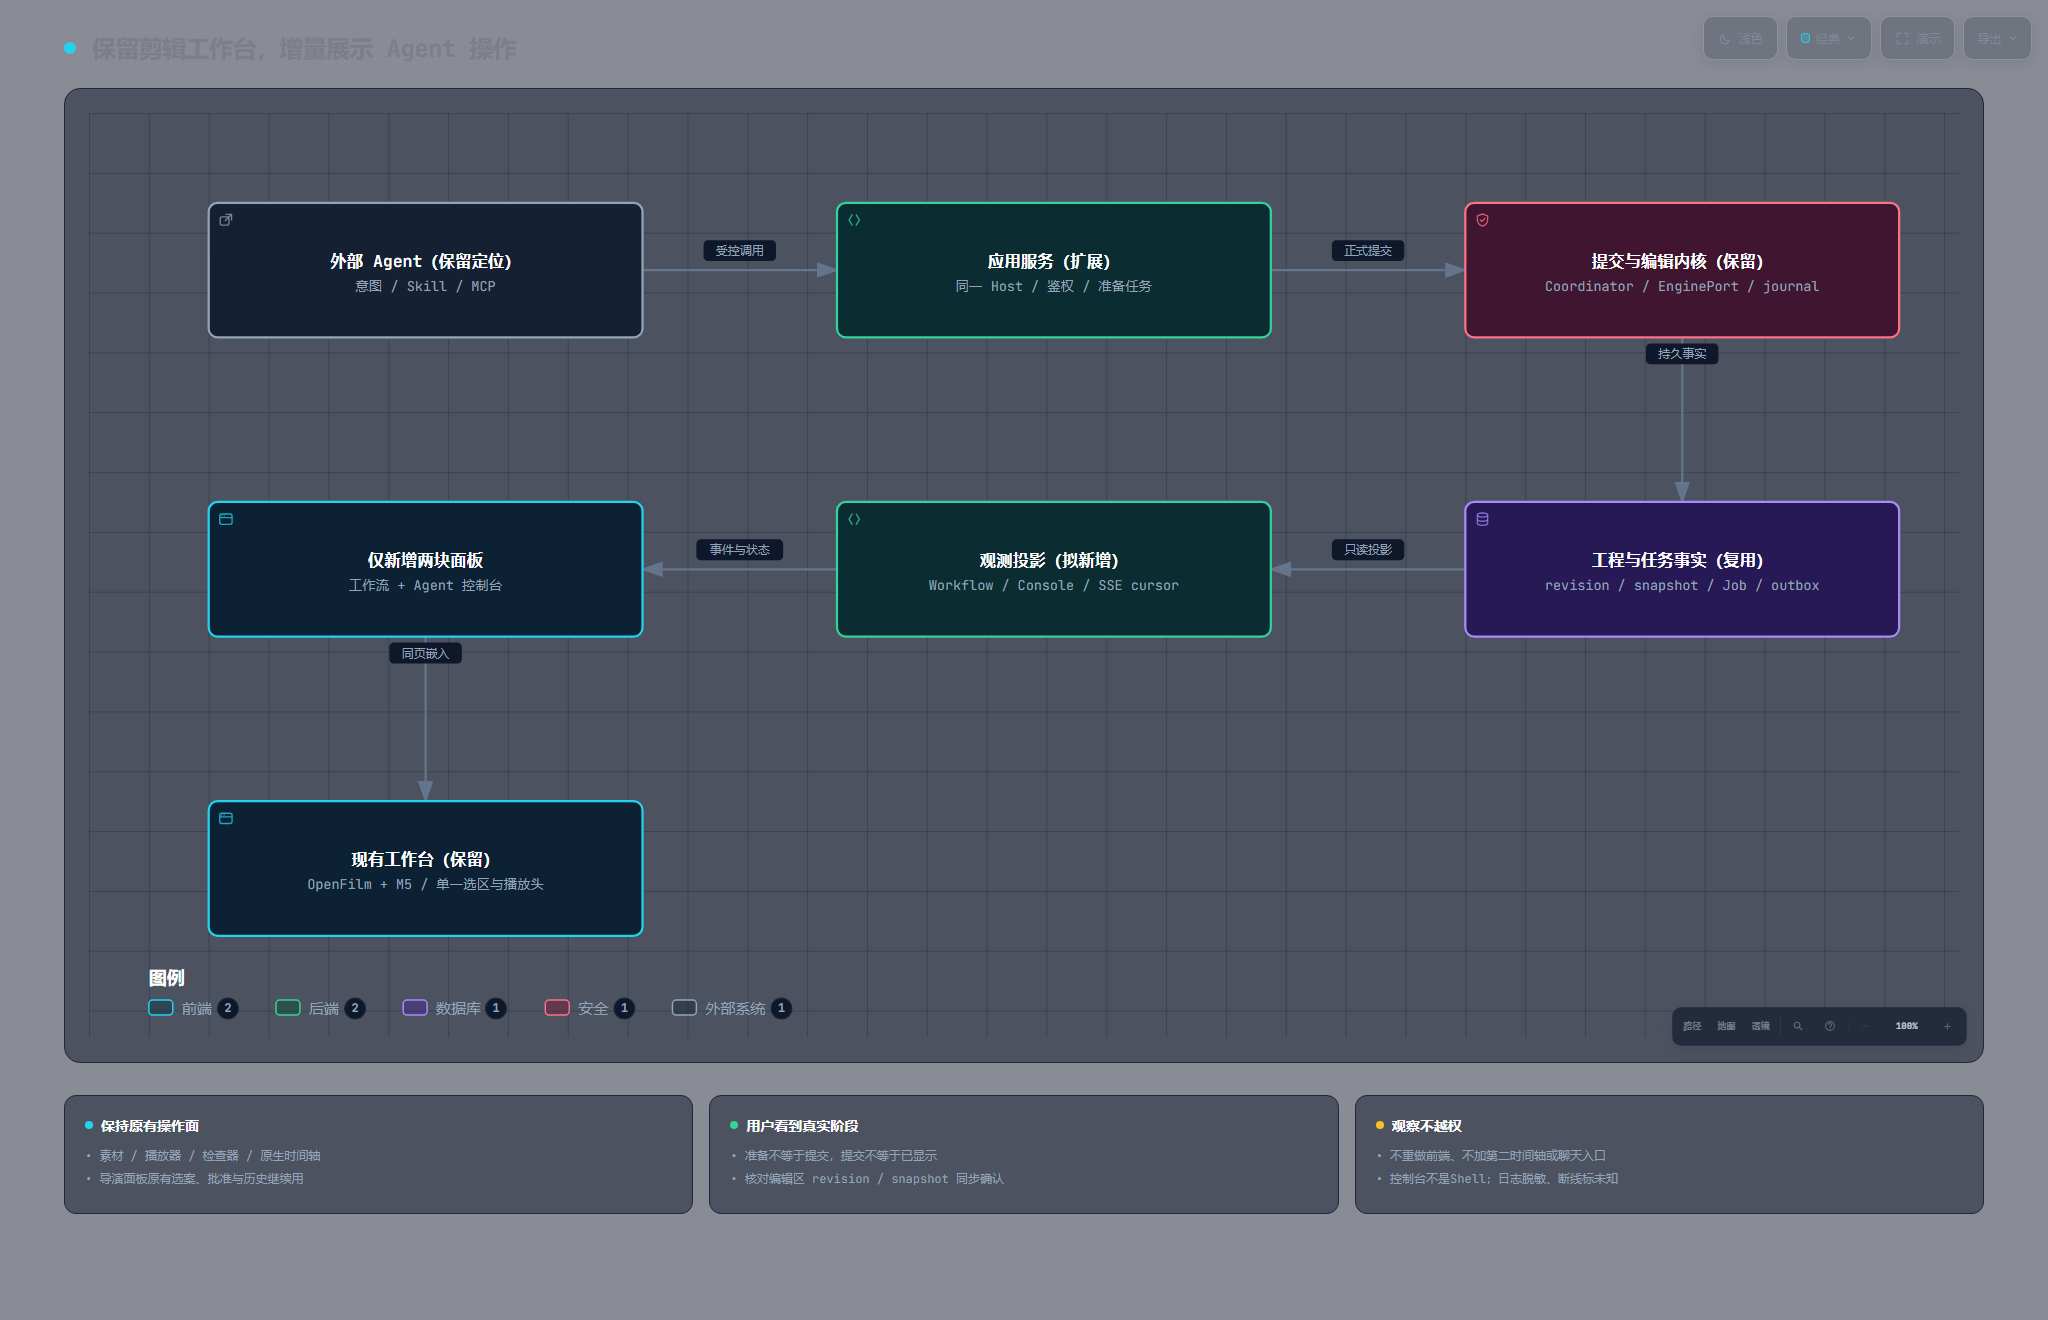 保留剪辑工作台，增量展示 Agent 操作
浅色
经典
演示
导出
外部 Agent（保留定位）
意图 / Skill / MCP
受控调用
应用服务（扩展）
同一 Host / 鉴权 / 准备任务
正式提交
提交与编辑内核（保留）
Coordinator / EnginePort / journal
持久事实
仅新增两块面板
工作流 + Agent 控制台
事件与状态
观测投影（拟新增）
Workflow / Console / SSE cursor
只读投影
工程与任务事实（复用）
revision / snapshot / Job / outbox
同页嵌入
现有工作台（保留）
OpenFilm + M5 / 单一选区与播放头
图例
前端 2
后端 2
数据库 1
安全 1
外部系统 1
路径
地图
透镜
100%
保持原有操作面
• 素材 / 播放器 / 检查器 / 原生时间轴
• 导演面板原有选案、批准与历史继续用
用户看到真实阶段
• 准备不等于提交，提交不等于已显示
• 核对编辑区 revision / snapshot 同步确认
观察不越权
• 不重做前端、不加第二时间轴或聊天入口
• 控制台不是Shell；日志脱敏、断线标未知